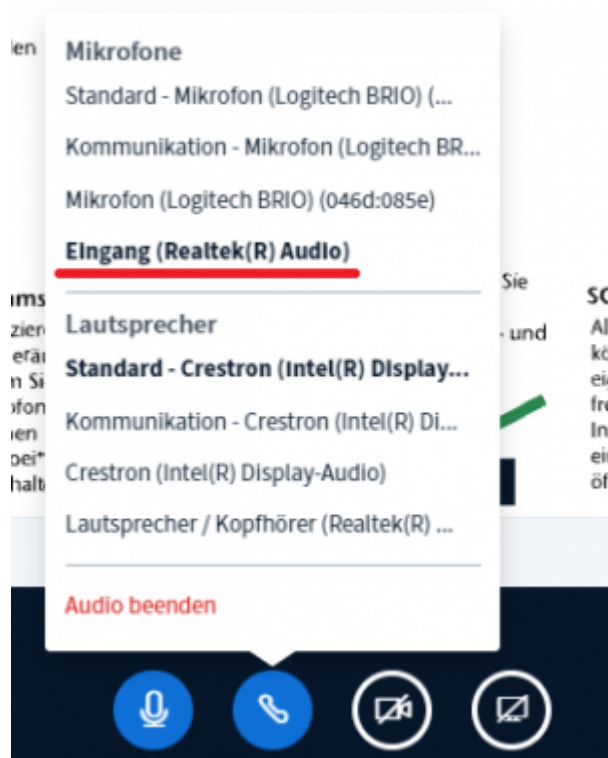 en
Mikrofone
Standard - Mikrofon (Logitech BRIO) (...
Kommunikation - Mikrofon (Logitech BR...
Mikrofon (Logitech BRIO) (046d:085e)
Eingang (Realtek(R) Audio)
Lautsprecher
Standard - Crestron (Intel(R) Display...
Kommunikation - Crestron (Intel(R) Di...
Crestron (Intel(R) Display-Audio)
Lautsprecher / Kopfhörer (Realtek(R) ...
Audio beenden
Sie
- und